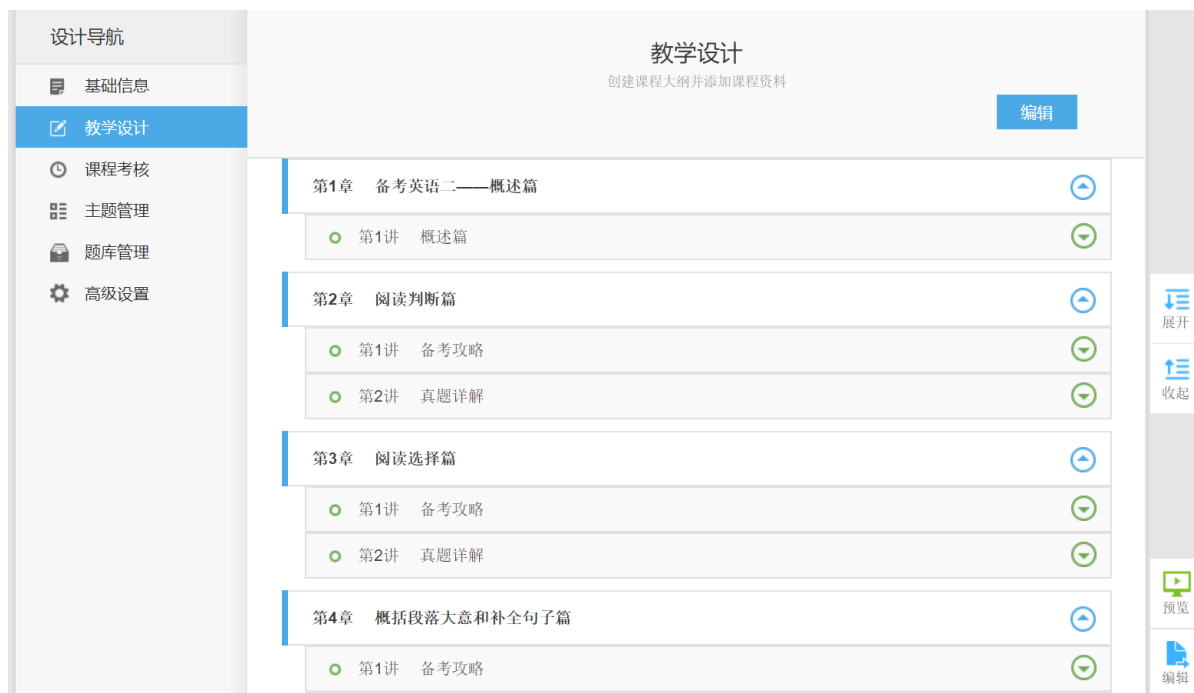 设计导航
基础信息
教学设计
课程考核
主题管理
题库管理
高级设置
教学设计
创建课程大纲并添加课程资料
编辑
第1章 备考英语二——概述篇
第1讲 概述篇
第2章 阅读判断篇
第1讲 备考攻略
第2讲 真题详解
第3章 阅读选择篇
第1讲 备考攻略
第2讲 真题详解
第4章 概括段落大意和补全句子篇
第1讲 备考攻略
展开
收起
预览
编辑